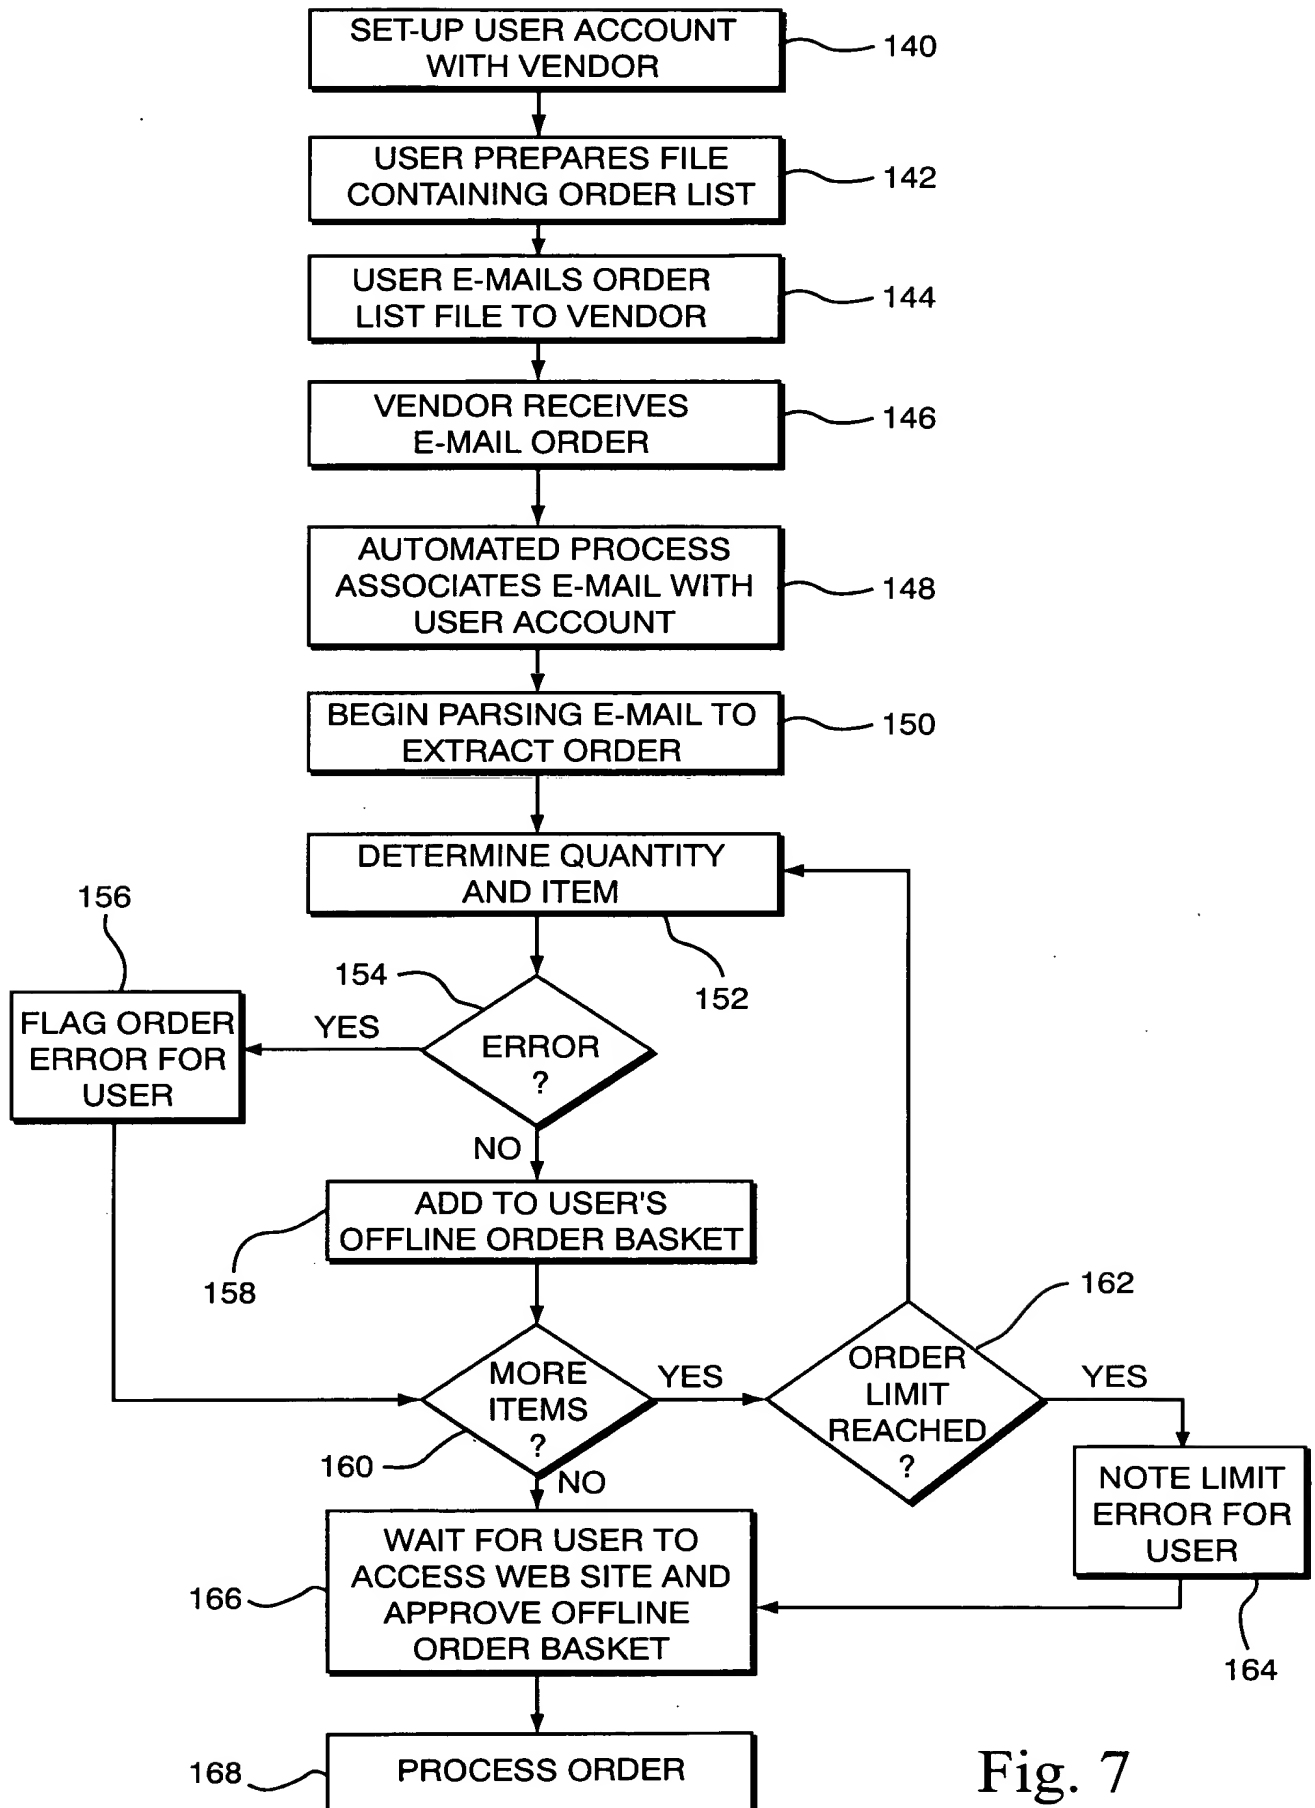 SET-UP USER ACCOUNT
WITH VENDOR
140
USER PREPARES FILE
CONTAINING ORDER LIST
142
USER E-MAILS ORDER
LIST FILE TO VENDOR
144
VENDOR RECEIVES
E-MAIL ORDER
146
AUTOMATED PROCESS
ASSOCIATES E-MAIL WITH
USER ACCOUNT
148
BEGIN PARSING E-MAIL TO
EXTRACT ORDER
150
DETERMINE QUANTITY
AND ITEM
152
154
ERROR
?
YES
156
FLAG ORDER
ERROR FOR
USER
NO
ADD TO USER'S
OFFLINE ORDER BASKET
158
MORE
ITEMS
?
160
YES
162
ORDER
LIMIT
REACHED
?
YES
NOTE LIMIT
ERROR FOR
USER
164
NO
WAIT FOR USER TO
ACCESS WEB SITE AND
APPROVE OFFLINE
ORDER BASKET
166
PROCESS ORDER
168
Fig. 7